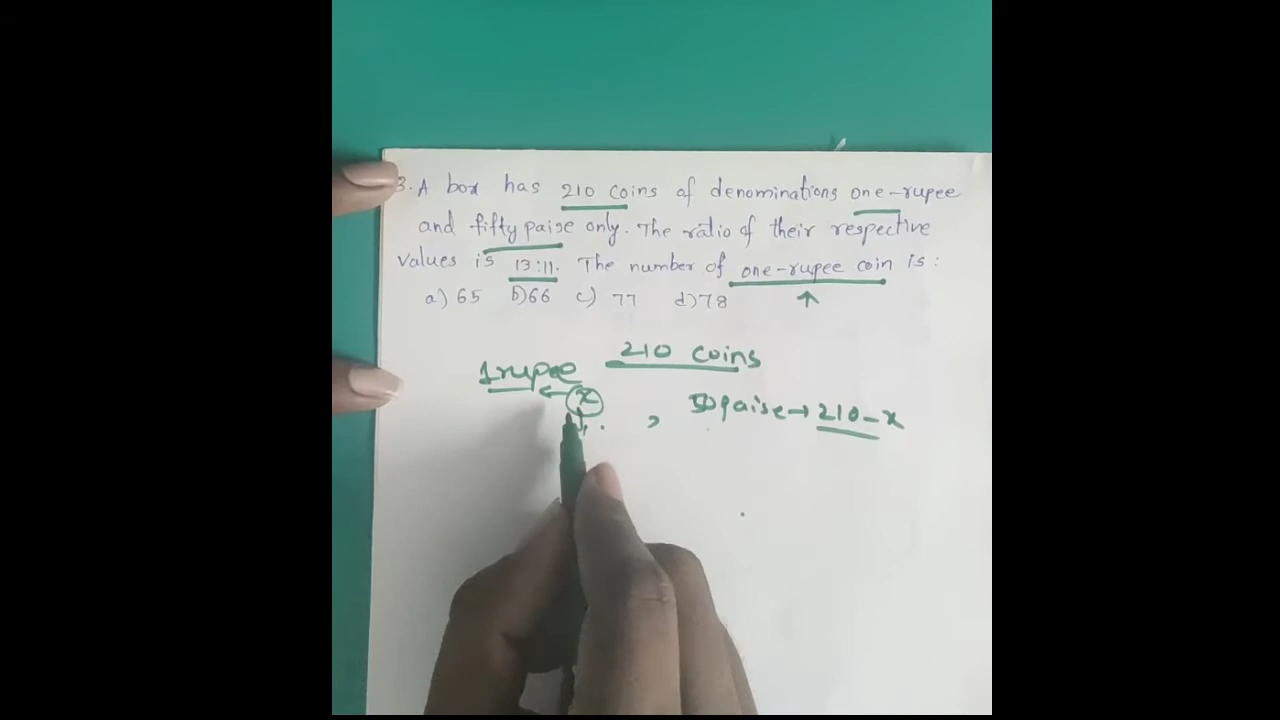 3. A box has 210 coins of denominations one-rupee
and fifty paise only. The ratio of their respective
values is 13:11. The number of one-rupee coin is:
a) 65 b) 66 c) 77 d) 78
210 coins
1 rupee
x , 50 paise → 210-x